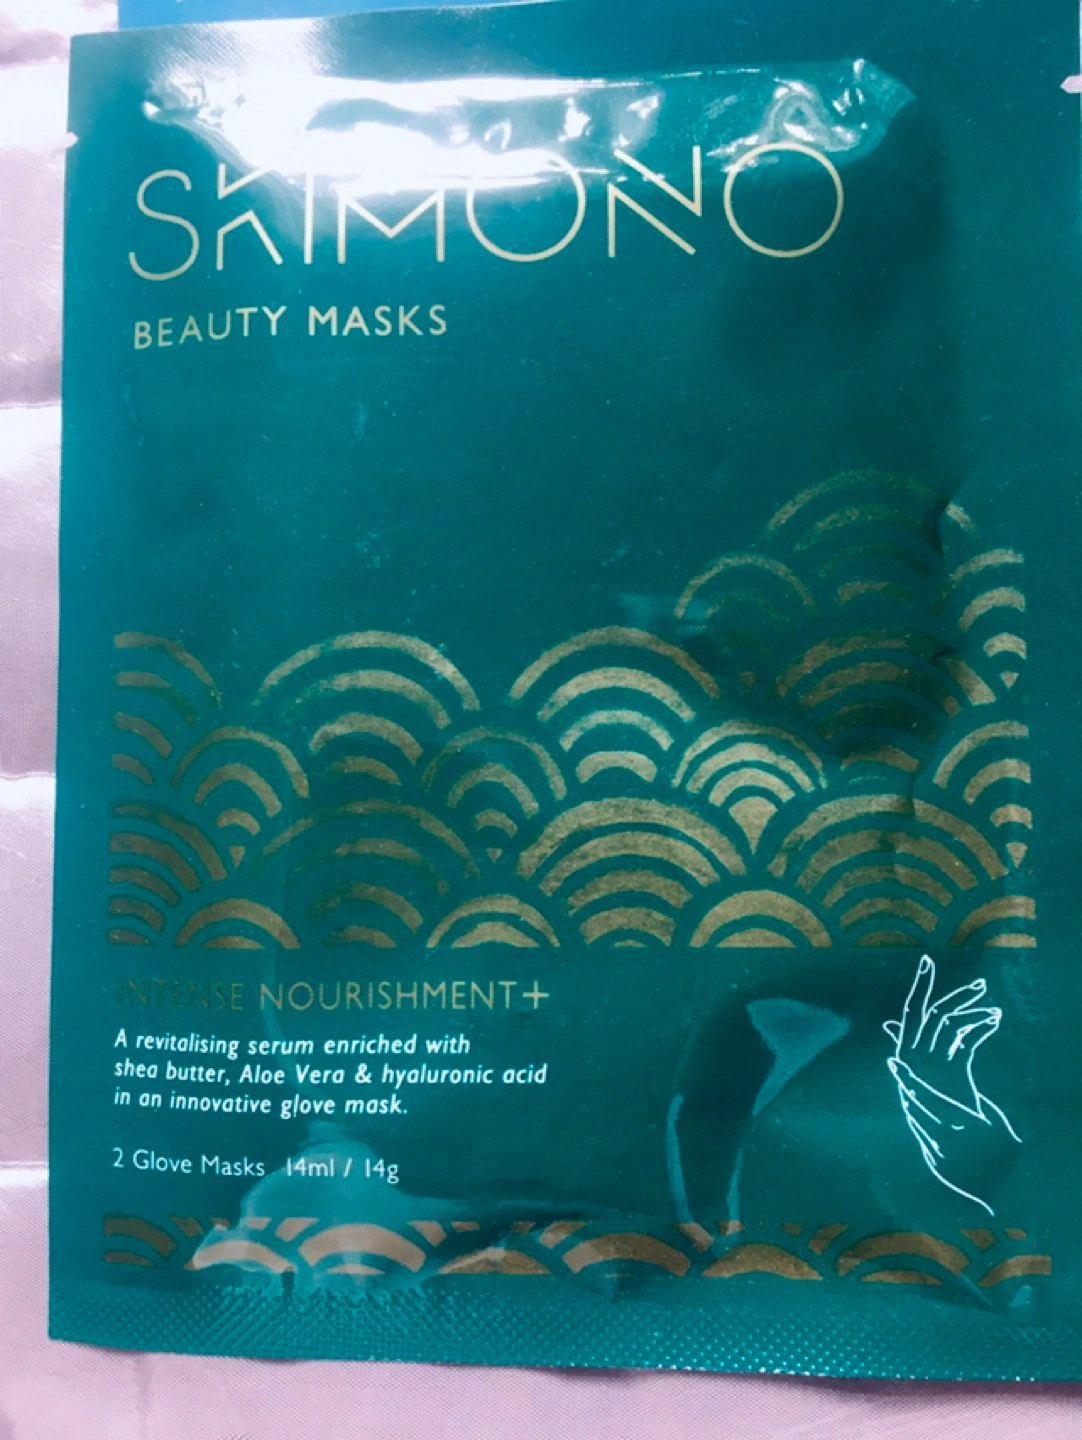 SKIMONO
BEAUTY MASKS
INTENSE NOURISHMENT+
A revitalising serum enriched with
shea butter, Aloe Vera & hyaluronic acid
in an innovative glove mask.
2 Glove Masks 14ml / 14g